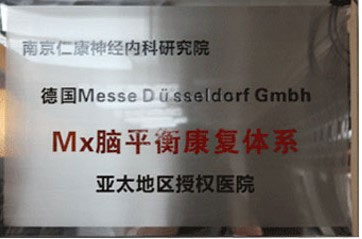 南京仁康神经内科研究院
德国Messe Düsseldorf Gmbh
Mx脑平衡康复体系
亚太地区授权医院